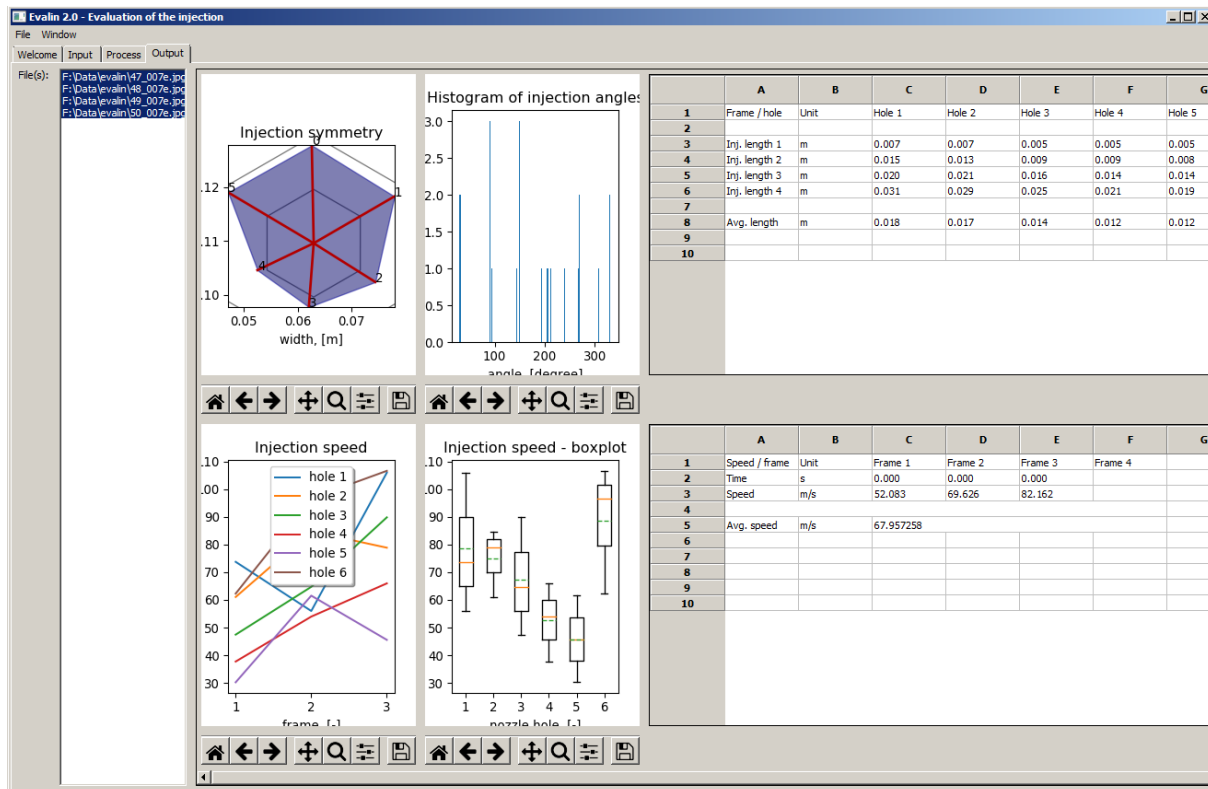 Evalin 2.0 - Evaluation of the injection
File Window
Welcome Input Process Output
File(s):
F:\Data\evalin\47_007e.jpg
F:\Data\evalin\48_007e.jpg
F:\Data\evalin\49_007e.jpg
F:\Data\evalin\50_007e.jpg
Injection symmetry
0
1
2
3
4
5
.12
.11
.10
0.05 0.06 0.07
width, [m]
Histogram of injection angles
3.0
2.5
2.0
1.5
1.0
0.5
0.0
100 200 300
angle, [degree]
A B C D E F G
1 Frame / hole Unit Hole 1 Hole 2 Hole 3 Hole 4 Hole 5
2
3 Inj. length 1 m 0.007 0.007 0.005 0.005 0.005
4 Inj. length 2 m 0.015 0.013 0.009 0.009 0.008
5 Inj. length 3 m 0.020 0.021 0.016 0.014 0.014
6 Inj. length 4 m 0.031 0.029 0.025 0.021 0.019
7
8 Avg. length m 0.018 0.017 0.014 0.012 0.012
9
10
Injection speed
.10
.00
90
80
70
60
50
40
30
hole 1
hole 2
hole 3
hole 4
hole 5
hole 6
1 2 3
frame, [-]
Injection speed - boxplot
.10
.00
90
80
70
60
50
40
30
1 2 3 4 5 6
nozzle hole, [-]
A B C D E F G
1 Speed / frame Unit Frame 1 Frame 2 Frame 3 Frame 4
2 Time s 0.000 0.000 0.000
3 Speed m/s 52.083 69.626 82.162
4
5 Avg. speed m/s 67.957258
6
7
8
9
10